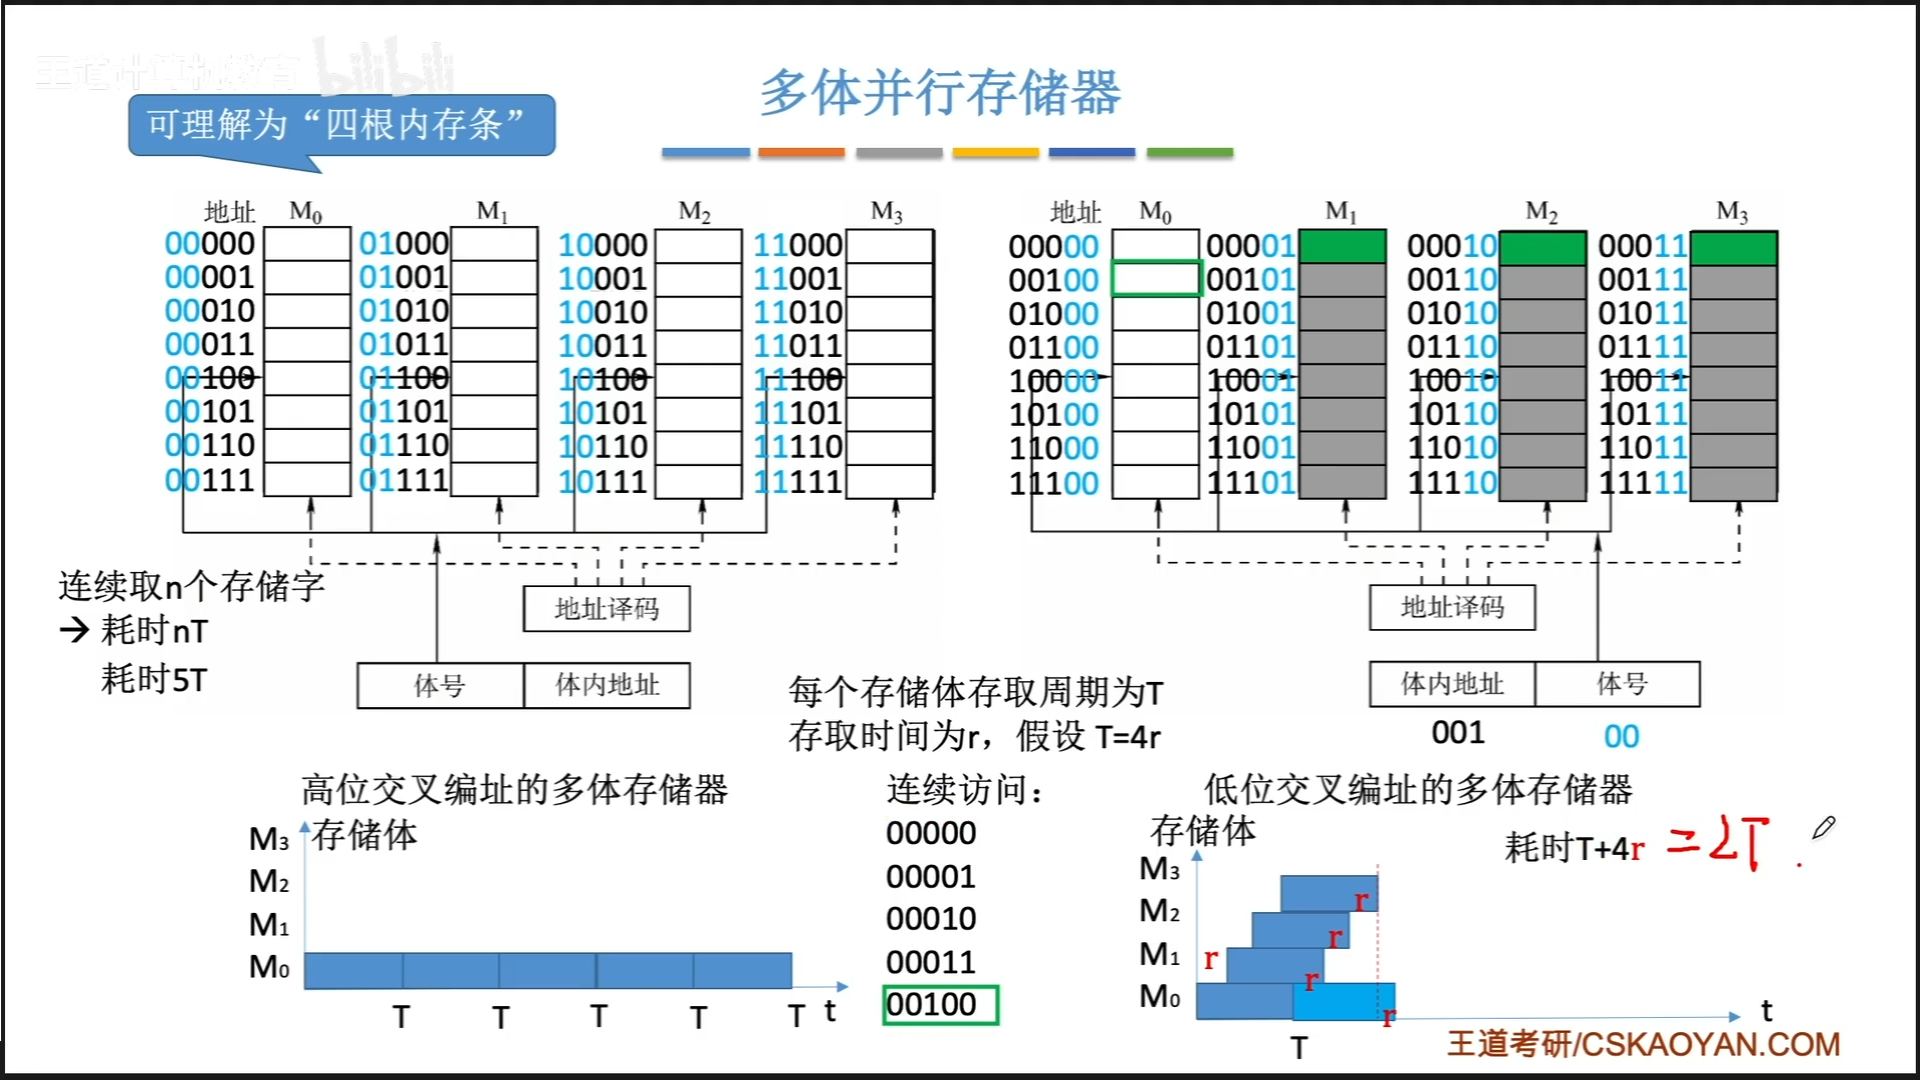 王道计算机教育 bilibili
可理解为“四根内存条”
多体并行存储器
地址 M0 M1 M2 M3
00000 01000 10000 11000
00001 01001 10001 11001
00010 01010 10010 11010
00011 01011 10011 11011
00100 01100 10100 11100
00101 01101 10101 11101
00110 01110 10110 11110
00111 01111 10111 11111
地址译码
体号 体内地址
连续取n个存储字
→ 耗时nT
耗时5T
地址 M0 M1 M2 M3
00000 00001 00010 00011
00100 00101 00110 00111
01000 01001 01010 01011
01100 01101 01110 01111
10000 10001 10010 10011
10100 10101 10110 10111
11000 11001 11010 11011
11100 11101 11110 11111
地址译码
体内地址 体号
001 00
每个存储体存取周期为T
存取时间为r，假设 T=4r
高位交叉编址的多体存储器
存储体
M3
M2
M1
M0
T T T T T t
连续访问：
00000
00001
00010
00011
00100
低位交叉编址的多体存储器
存储体
耗时T+4r =2T
M3 r
M2 r
M1 r r
M0 r
T t
王道考研/CSKAOYAN.COM